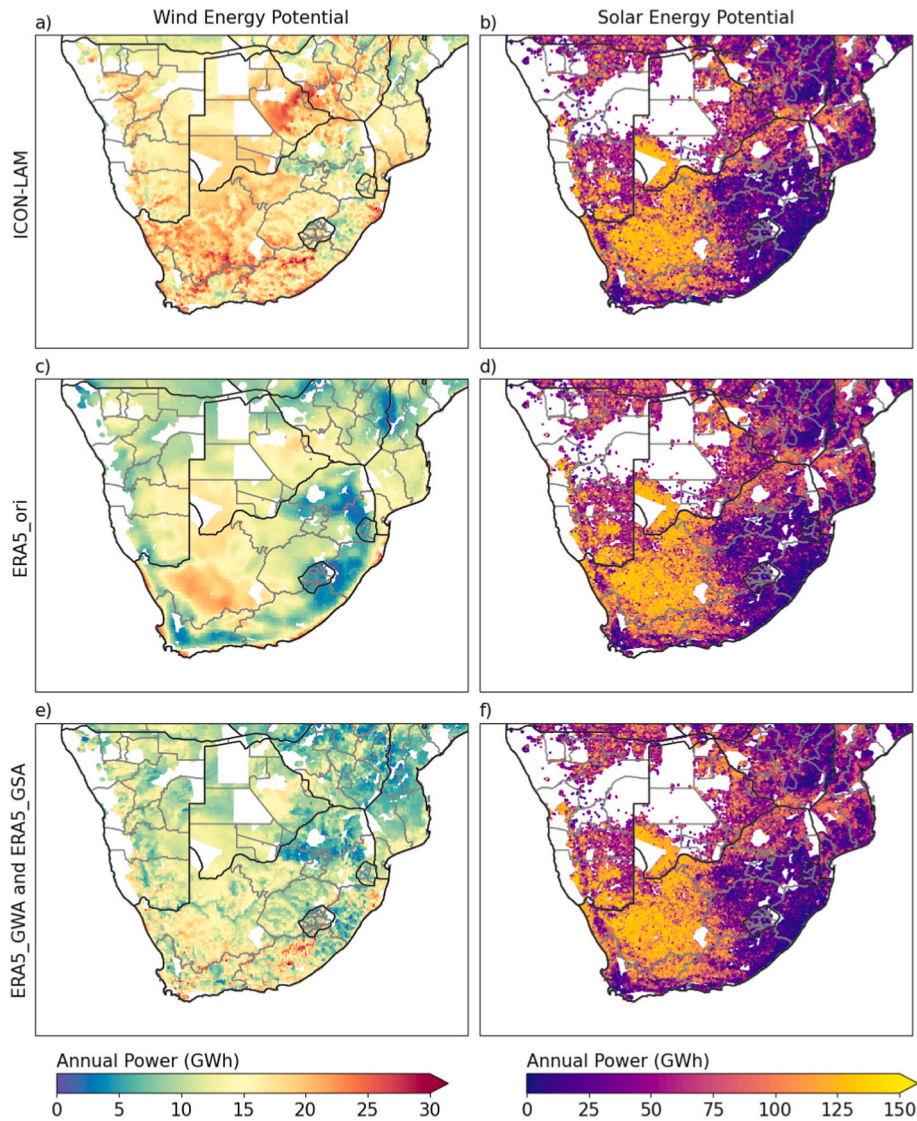 a) Wind Energy Potential
b) Solar Energy Potential
ICON-LAM
c)
d)
ERA5_ori
e)
f)
ERA5_GWA and ERA5_GSA
Annual Power (GWh)
0 5 10 15 20 25 30
Annual Power (GWh)
0 25 50 75 100 125 150